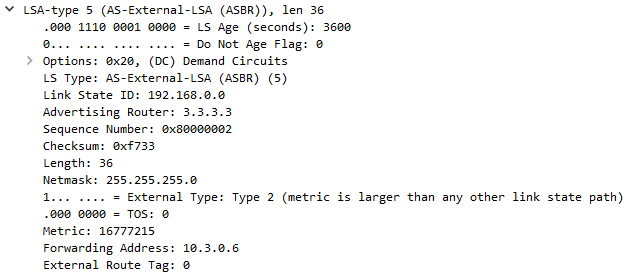 LSA-type 5 (AS-External-LSA (ASBR)), len 36
.000 1110 0001 0000 = LS Age (seconds): 3600
0... .... .... .... = Do Not Age Flag: 0
Options: 0x20, (DC) Demand Circuits
LS Type: AS-External-LSA (ASBR) (5)
Link State ID: 192.168.0.0
Advertising Router: 3.3.3.3
Sequence Number: 0x80000002
Checksum: 0xf733
Length: 36
Netmask: 255.255.255.0
1... .... = External Type: Type 2 (metric is larger than any other link state path)
.000 0000 = TOS: 0
Metric: 16777215
Forwarding Address: 10.3.0.6
External Route Tag: 0